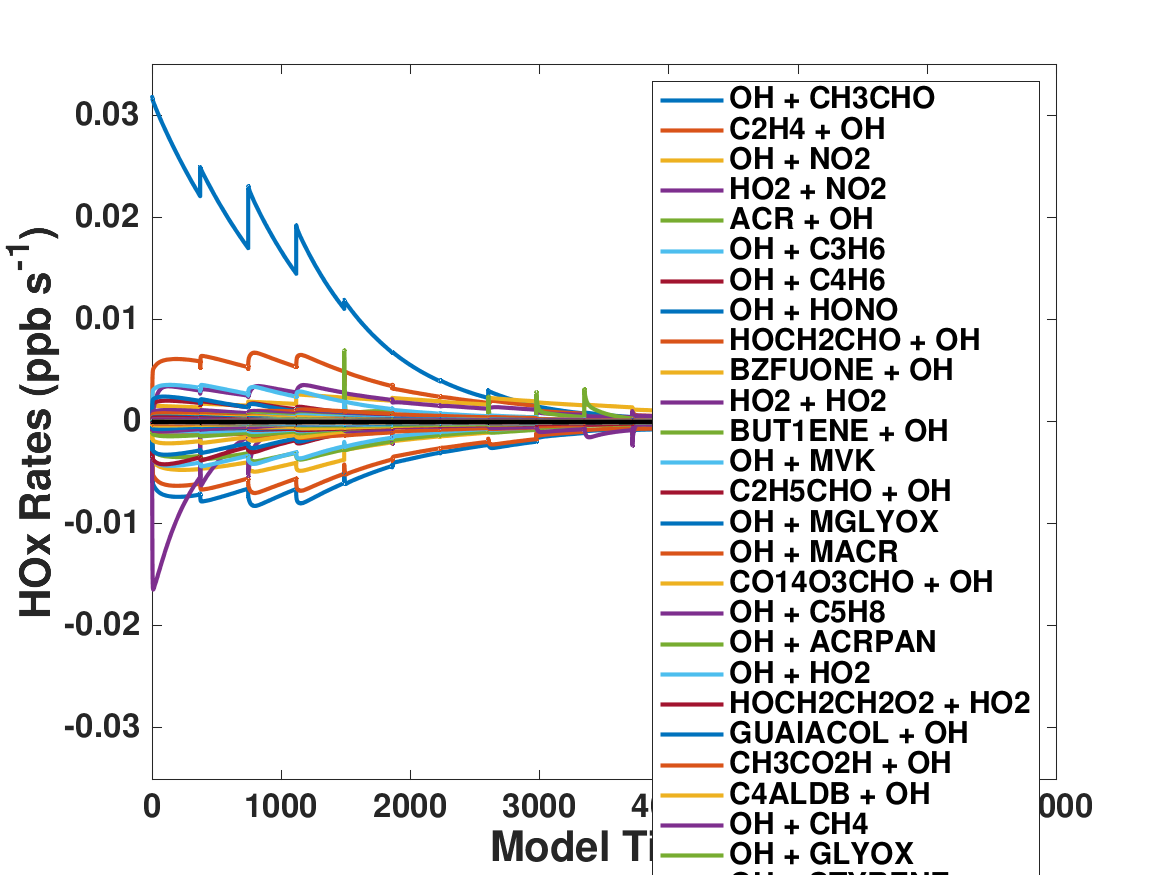 HOx Rates (ppb s-1)
0.03
0.02
0.01
0
-0.01
-0.02
-0.03
0
1000
2000
3000
000
Model Ti
OH + CH3CHO
C2H4 + OH
OH + NO2
HO2 + NO2
ACR + OH
OH + C3H6
OH + C4H6
OH + HONO
HOCH2CHO + OH
BZFUONE + OH
HO2 + HO2
BUT1ENE + OH
OH + MVK
C2H5CHO + OH
OH + MGLYOX
OH + MACR
CO14O3CHO + OH
OH + C5H8
OH + ACRPAN
OH + HO2
HOCH2CH2O2 + HO2
GUAIACOL + OH
CH3CO2H + OH
C4ALDB + OH
OH + CH4
OH + GLYOX